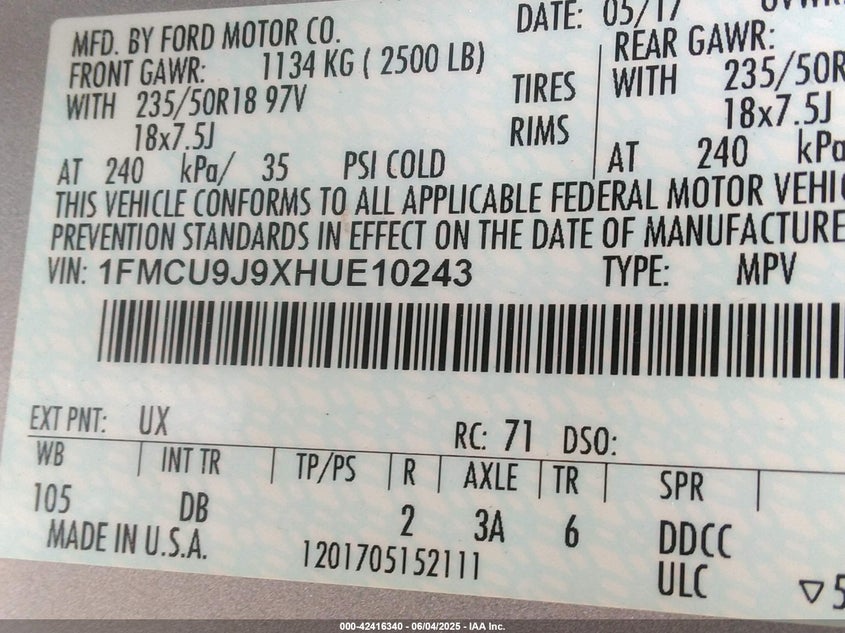 MFD. BY FORD MOTOR CO.
DATE: 05/17
FRONT GAWR: 1134 KG ( 2500 LB)
REAR GAWR:
WITH 235/50R18 97V TIRES WITH 235/50R
18x7.5J RIMS 18x7.5J
AT 240 kPa/ 35 PSI COLD AT 240 kPa
THIS VEHICLE CONFORMS TO ALL APPLICABLE FEDERAL MOTOR
PREVENTION STANDARDS IN EFFECT ON THE DATE OF MANUFACTURE
VIN: 1FMCU9J9XHUE10243 TYPE: MPV
EXT PNT: UX RC: 71 DSO:
WB INT TR TP/PS R AXLE TR SPR
105 DB 2 3A 6 DDCC
MADE IN U.S.A. 1201705152111 ULC ▽5
000-42416340 - 06/04/2025 - IAA Inc.